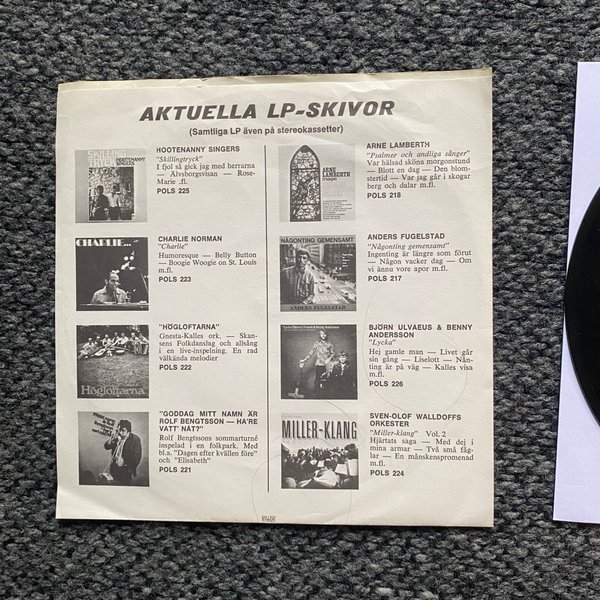 AKTUELLA LP-SKIVOR
(Samtliga LP även på stereokassetter)
HOOTENANNY SINGERS
"Skillingtryck"
I fjol så gick jag med herrarna
— Älvsborgsvisan — Rose-
Marie .fl.
POLS 225
CHARLIE NORMAN
"Charlie"
Humoresque — Belly Button
— Boogie Woogie on St. Louis
m.fl.
POLS 223
CHARLIE...
"HÖGLOFTARNA"
Gnesta-Kalles ork. — Skan-
sens Folkdanslag och allsång
i en live-inspelning. En rad
välkända melodier
POLS 222
Högloftarna
"GODDAG MITT NAMN ÄR
ROLF BENGTSSON — HA'RE
VATT' NÅT?"
Rolf Bengtssons sommarturné
inspelad i en folkpark. Med
bl.a. "Dagen efter kvällen före"
och "Elisabeth"
POLS 221
ARNE LAMBERTH
"Psalmer och andliga sånger"
Var hälsad sköna morgonstund
— Blott en dag — Den blom-
stertid — Var jag går i skogar
berg och dalar m.fl.
POLS 218
ARNE
LAMBERTH
trumpet
ANDERS FUGELSTAD
"Någonting gemensamt"
Ingenting är längre som förut
— Någon vacker dag — Om
vi ännu vore apor m.fl.
POLS 217
NÅGONTING GEMENSAMT
ANDERS FUGELSTAD
BJÖRN ULVAEUS & BENNY
ANDERSSON
"Lycka"
Hej gamle man — Livet går
sin gång — Liselott — Nån-
ting är på väg — Kalles visa
m.fl.
POLS 226
SVEN-OLOF WALLDOFFS
ORKESTER
"Miller-klang" Vol. 2
Hjärtats saga — Med dej i
mina armar — Två små fåg-
lar — En månskenspromenad
m.fl.
POLS 224
MILLER-KLANG